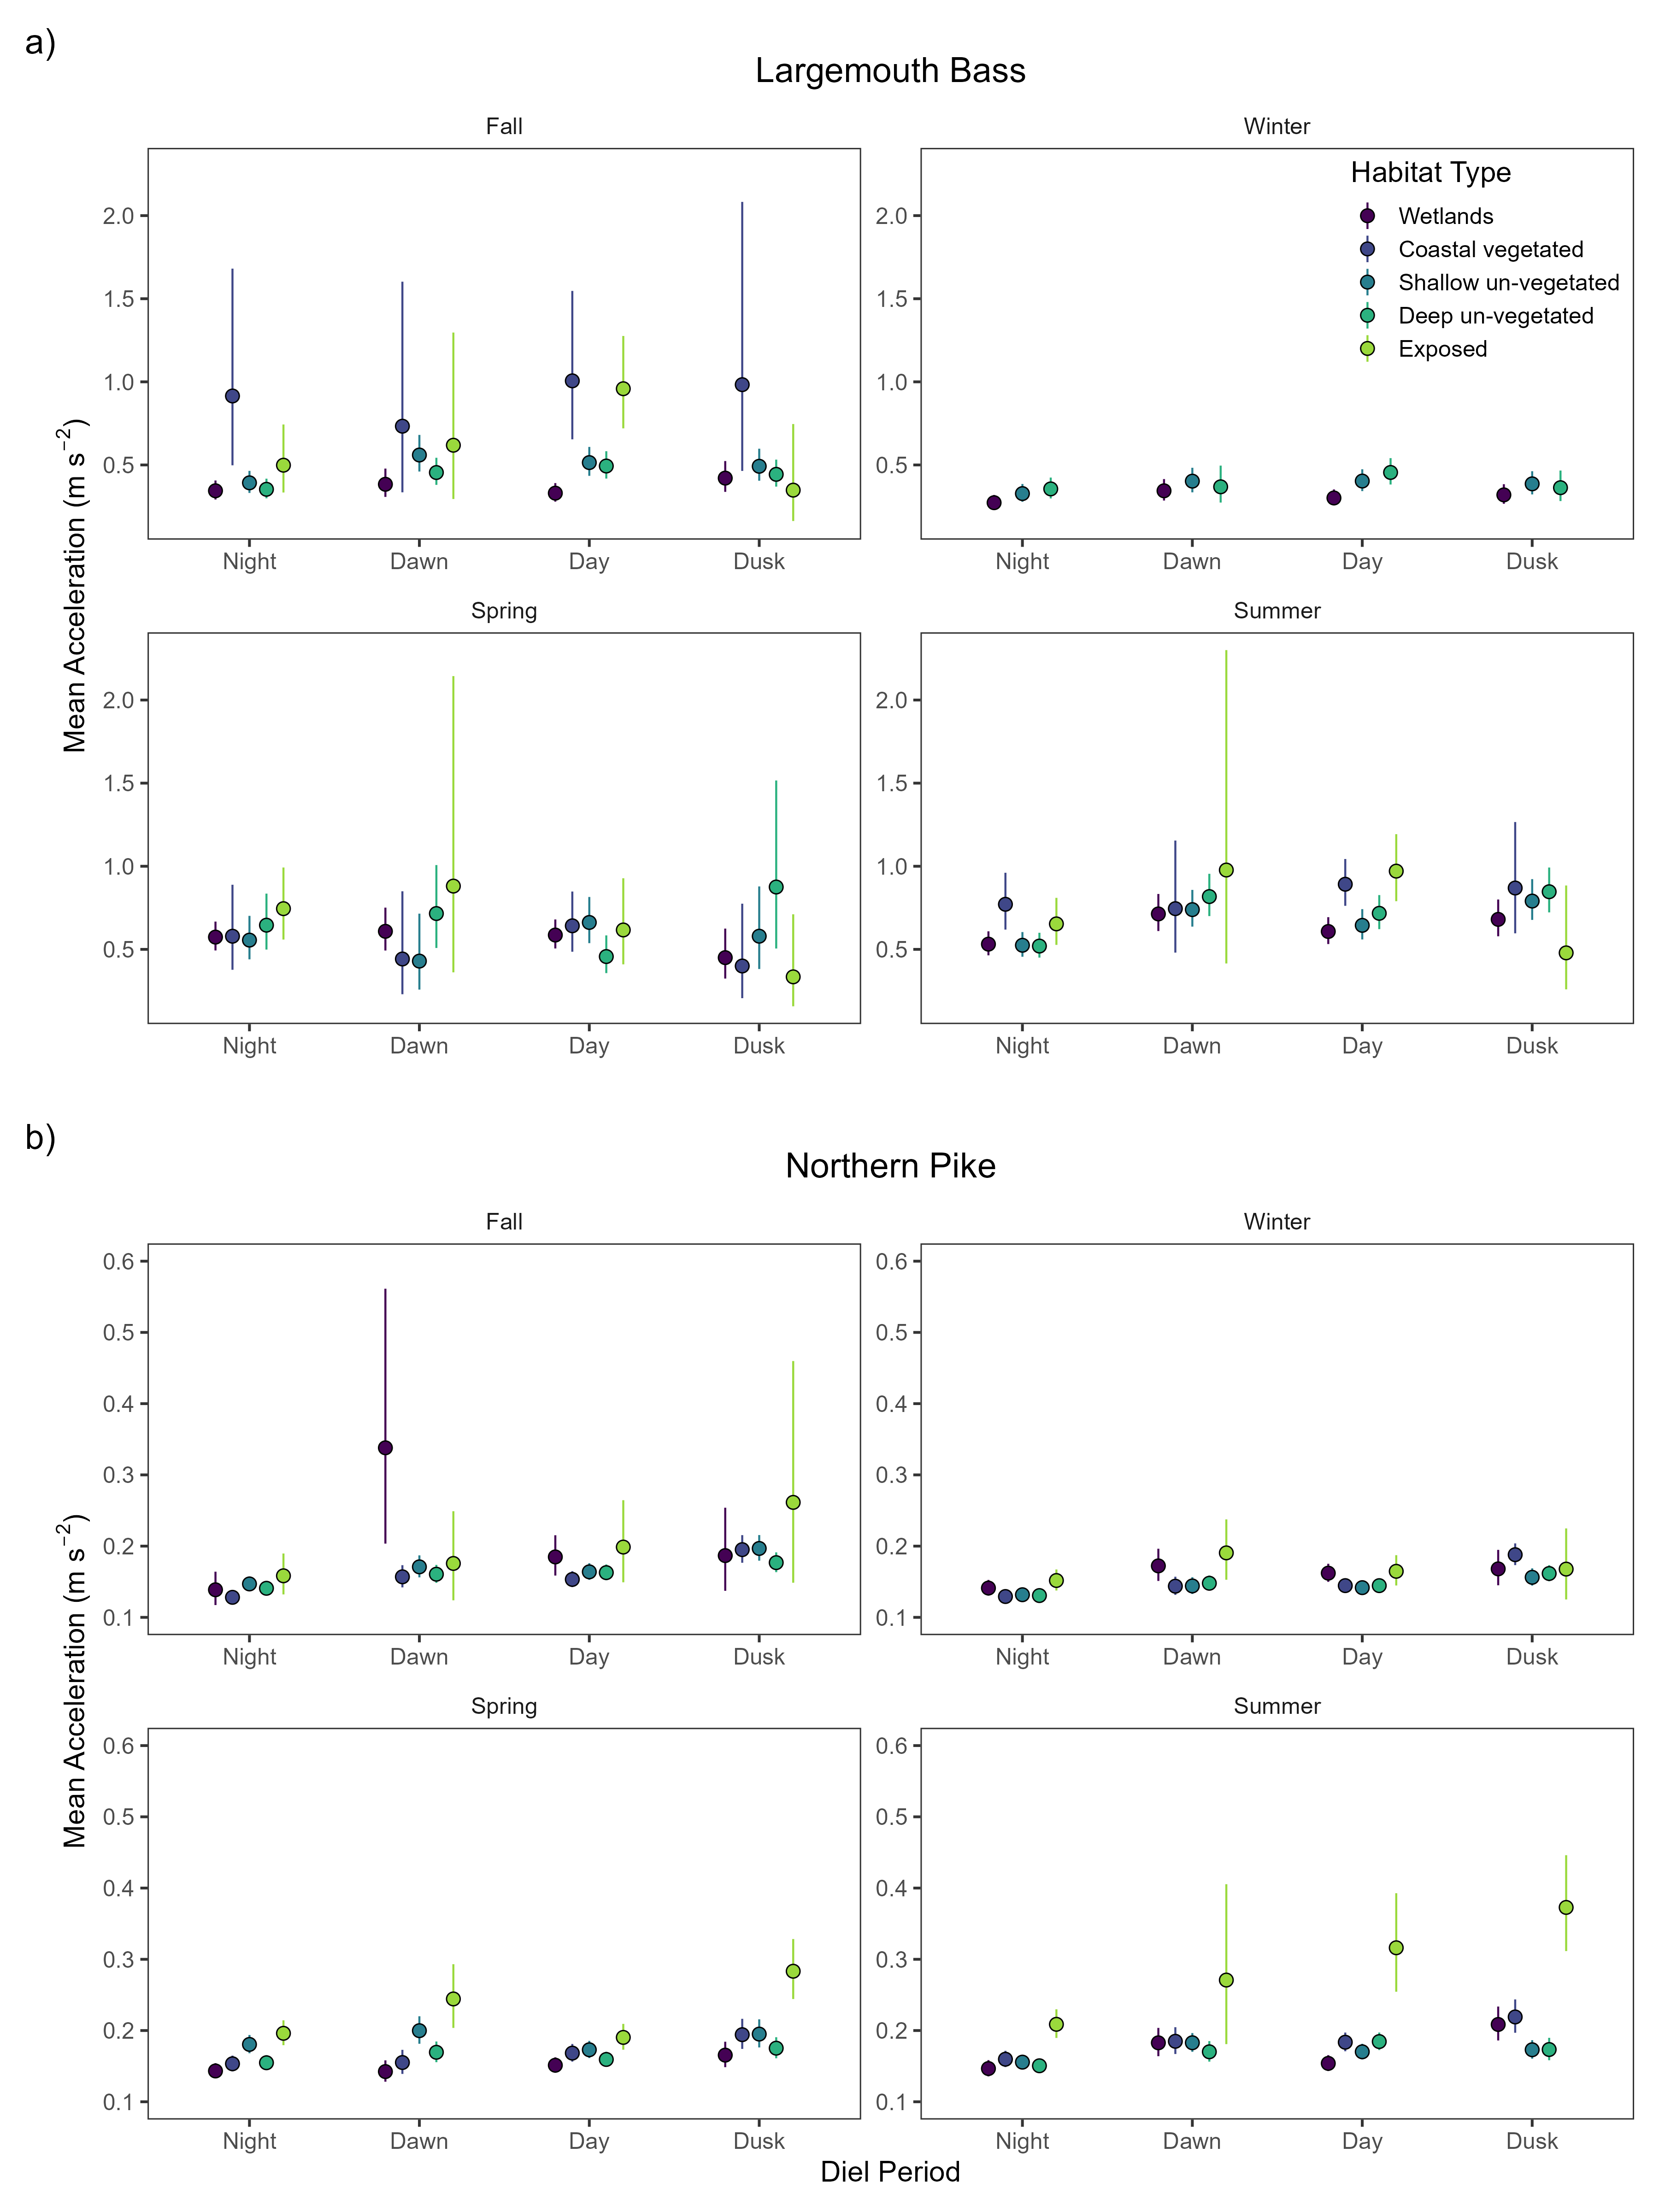 a)
Largemouth Bass
Fall
Winter
2.0
1.5
1.0
0.5
Night Dawn Day Dusk
2.0
1.5
1.0
0.5
Habitat Type
Wetlands
Coastal vegetated
Shallow un-vegetated
Deep un-vegetated
Exposed
Night Dawn Day Dusk
Mean Acceleration (m s⁻²)
Spring
Summer
2.0
1.5
1.0
0.5
Night Dawn Day Dusk
2.0
1.5
1.0
0.5
Night Dawn Day Dusk
b)
Northern Pike
Fall
Winter
0.6
0.5
0.4
0.3
0.2
0.1
Night Dawn Day Dusk
0.6
0.5
0.4
0.3
0.2
0.1
Night Dawn Day Dusk
Mean Acceleration (m s⁻²)
Spring
Summer
0.6
0.5
0.4
0.3
0.2
0.1
Night Dawn Day Dusk
0.6
0.5
0.4
0.3
0.2
0.1
Night Dawn Day Dusk
Diel Period